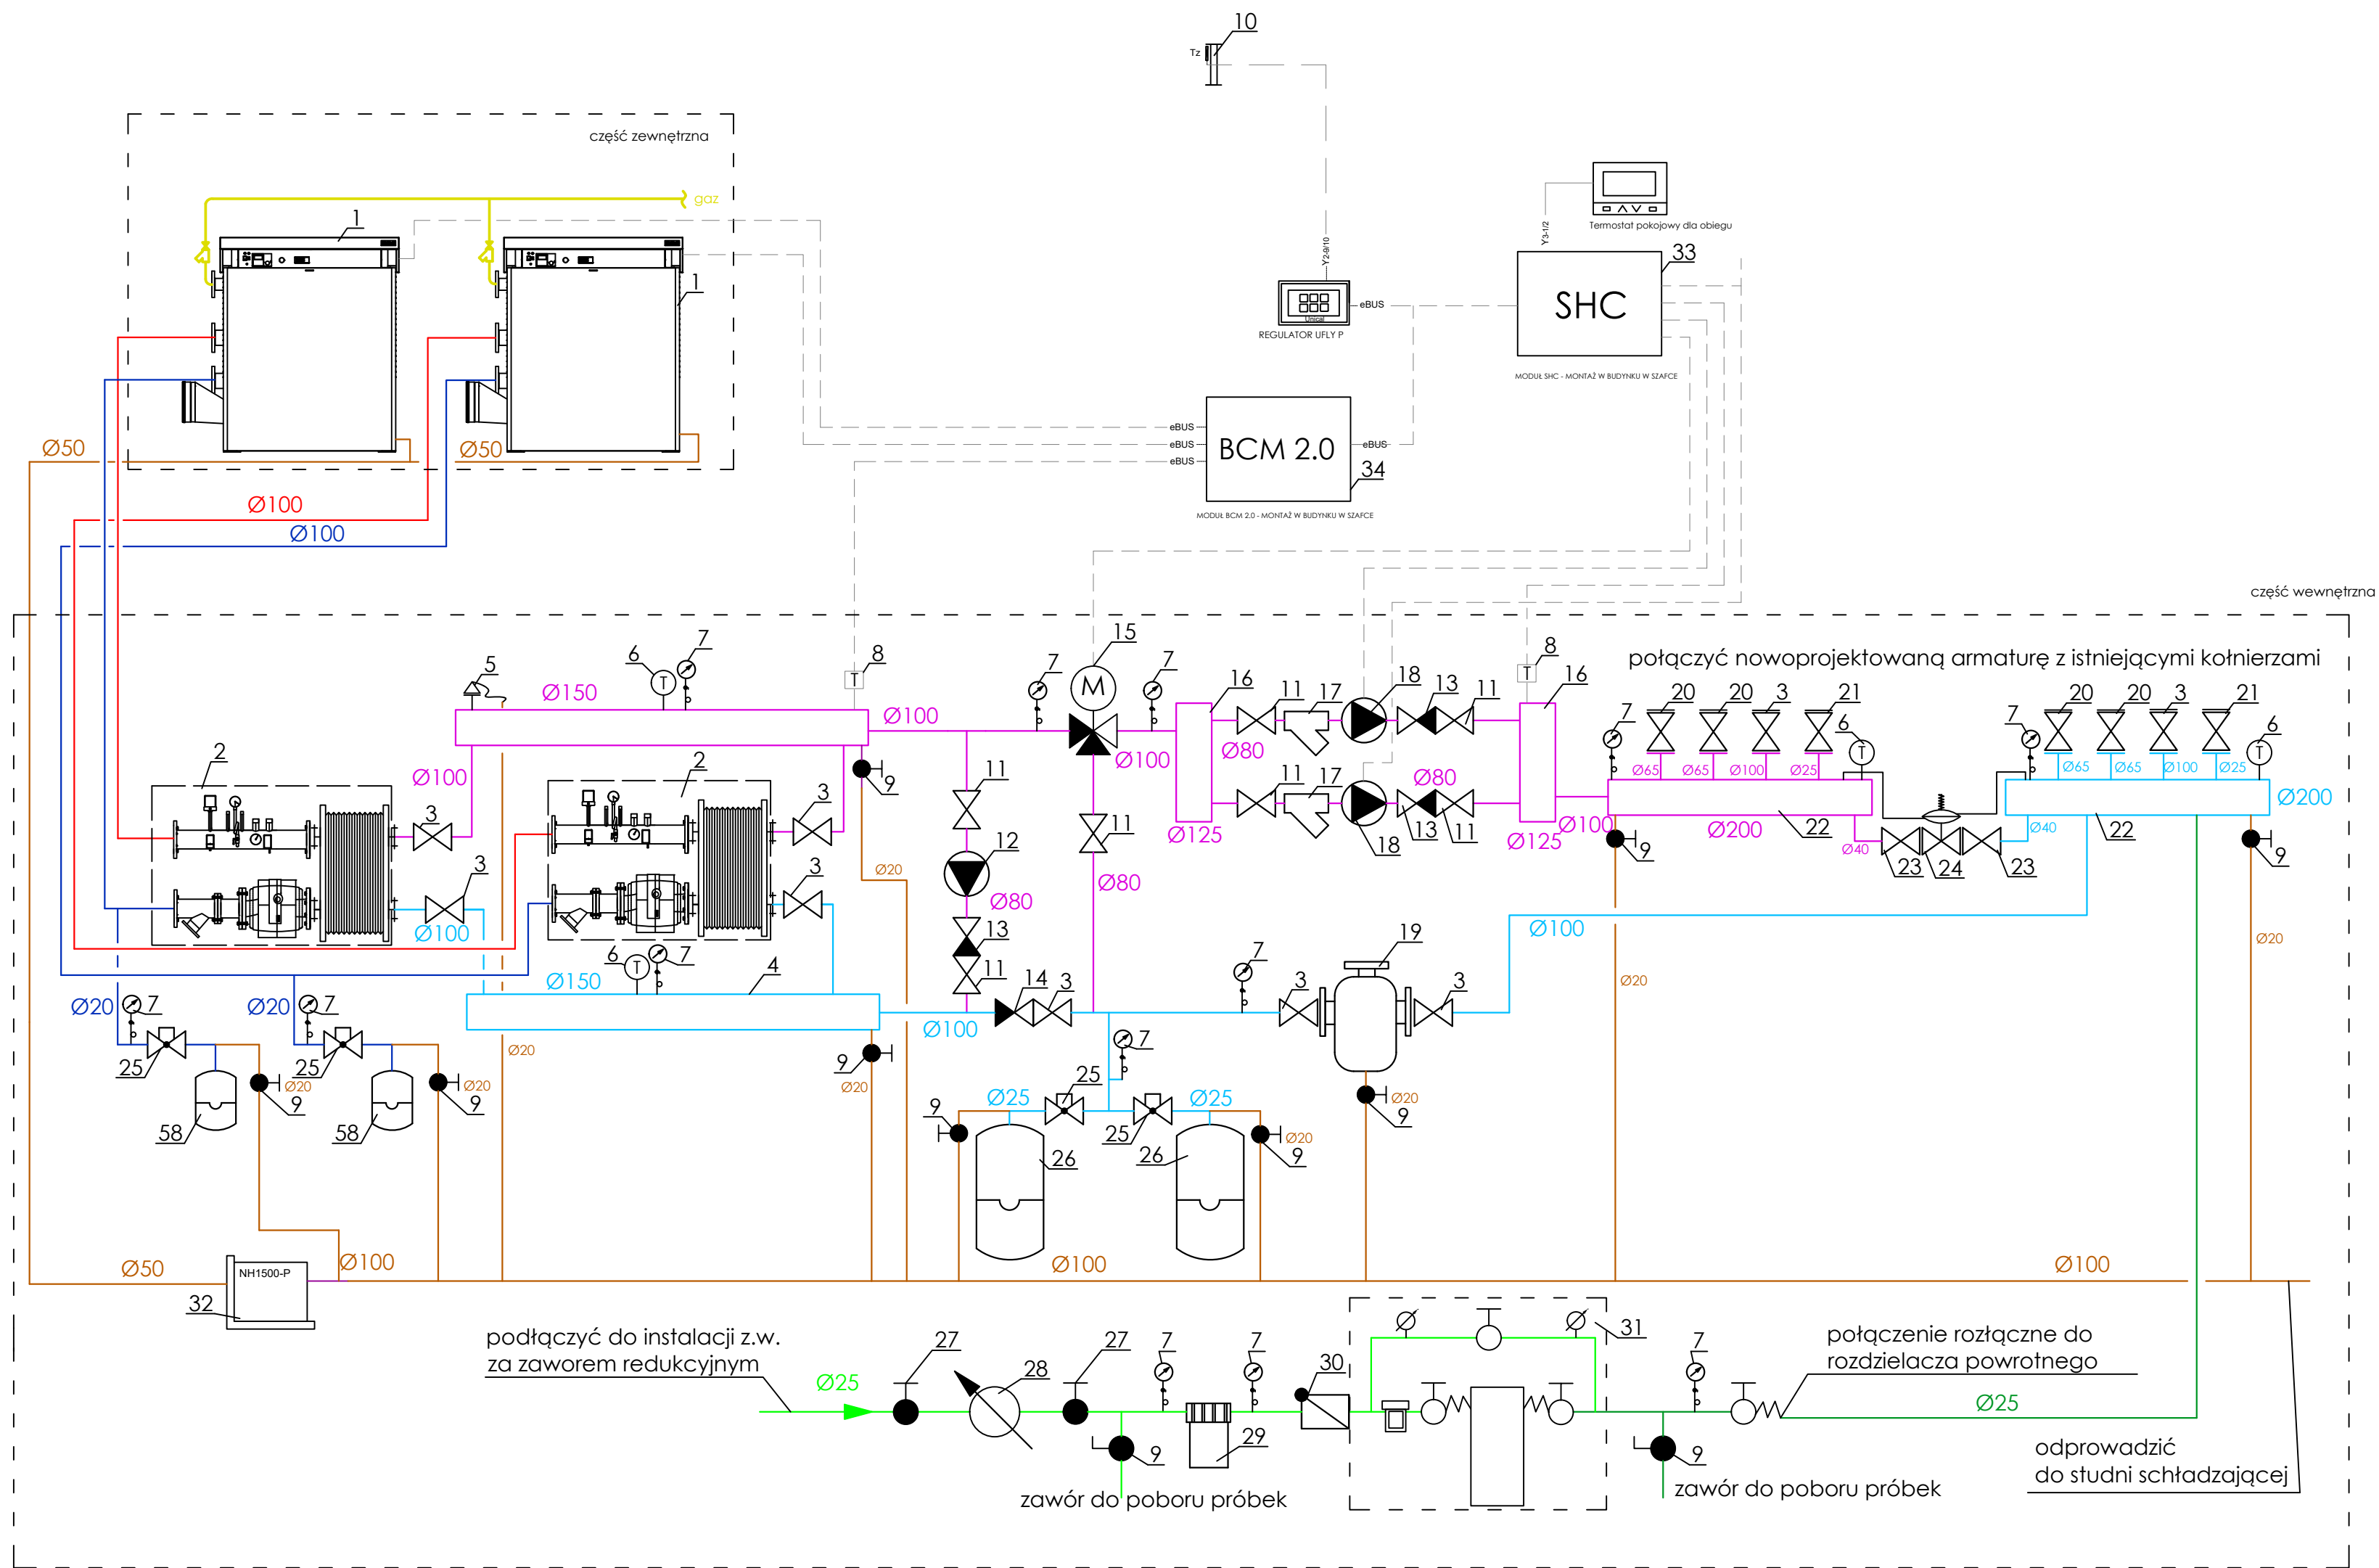 10
Tz
część zewnętrzna
gaz
1
1
Y2-9/10
Y3-1/2
Termostat pokojowy dla obiegu
33
SHC
eBUS
Unical
REGULATOR UFLY P
MODUŁ SHC - MONTAŻ W BUDYNKU W SZAFCE
Ø50
Ø50
eBUS
eBUS
eBUS
BCM 2.0
eBUS
34
MODUŁ BCM 2.0 - MONTAŻ W BUDYNKU W SZAFCE
Ø100
Ø100
część wewnętrzna
5
Ø150
6
T
7
T
8
7
15
M
7
16
11
17
18
13
11
T
8
16
połączyć nowoprojektowaną armaturę z istniejącymi kołnierzami
7
20
20
3
21
6
T
7
20
20
3
21
6
T
Ø100
Ø100
Ø80
Ø65
Ø65
Ø100
Ø25
Ø65
Ø65
Ø100
Ø25
2
Ø100
2
9
11
11
17
Ø80
Ø200
3
3
11
Ø125
18
13
11
Ø125
Ø100
Ø200
22
Ø40
23
24
23
Ø40
22
9
9
12
3
3
Ø20
Ø80
Ø80
Ø100
13
Ø100
Ø20
6
T
7
4
11
7
19
Ø150
14
3
3
3
Ø20
Ø20
7
Ø20
7
Ø100
7
25
25
Ø20
9
Ø20
25
Ø20
9
Ø20
9
Ø25
Ø25
9
25
Ø20
9
58
58
26
26
Ø20
9
Ø50
NH1500-P
Ø100
Ø100
Ø100
32
podłączyć do instalacji z.w.
za zaworem redukcyjnym
Ø25
27
28
27
7
7
30
31
7
połączenie rozłączne do
rozdzielacza powrotnego
Ø25
9
29
9
odprowadzić
do studni schładzającej
zawór do poboru próbek
zawór do poboru próbek